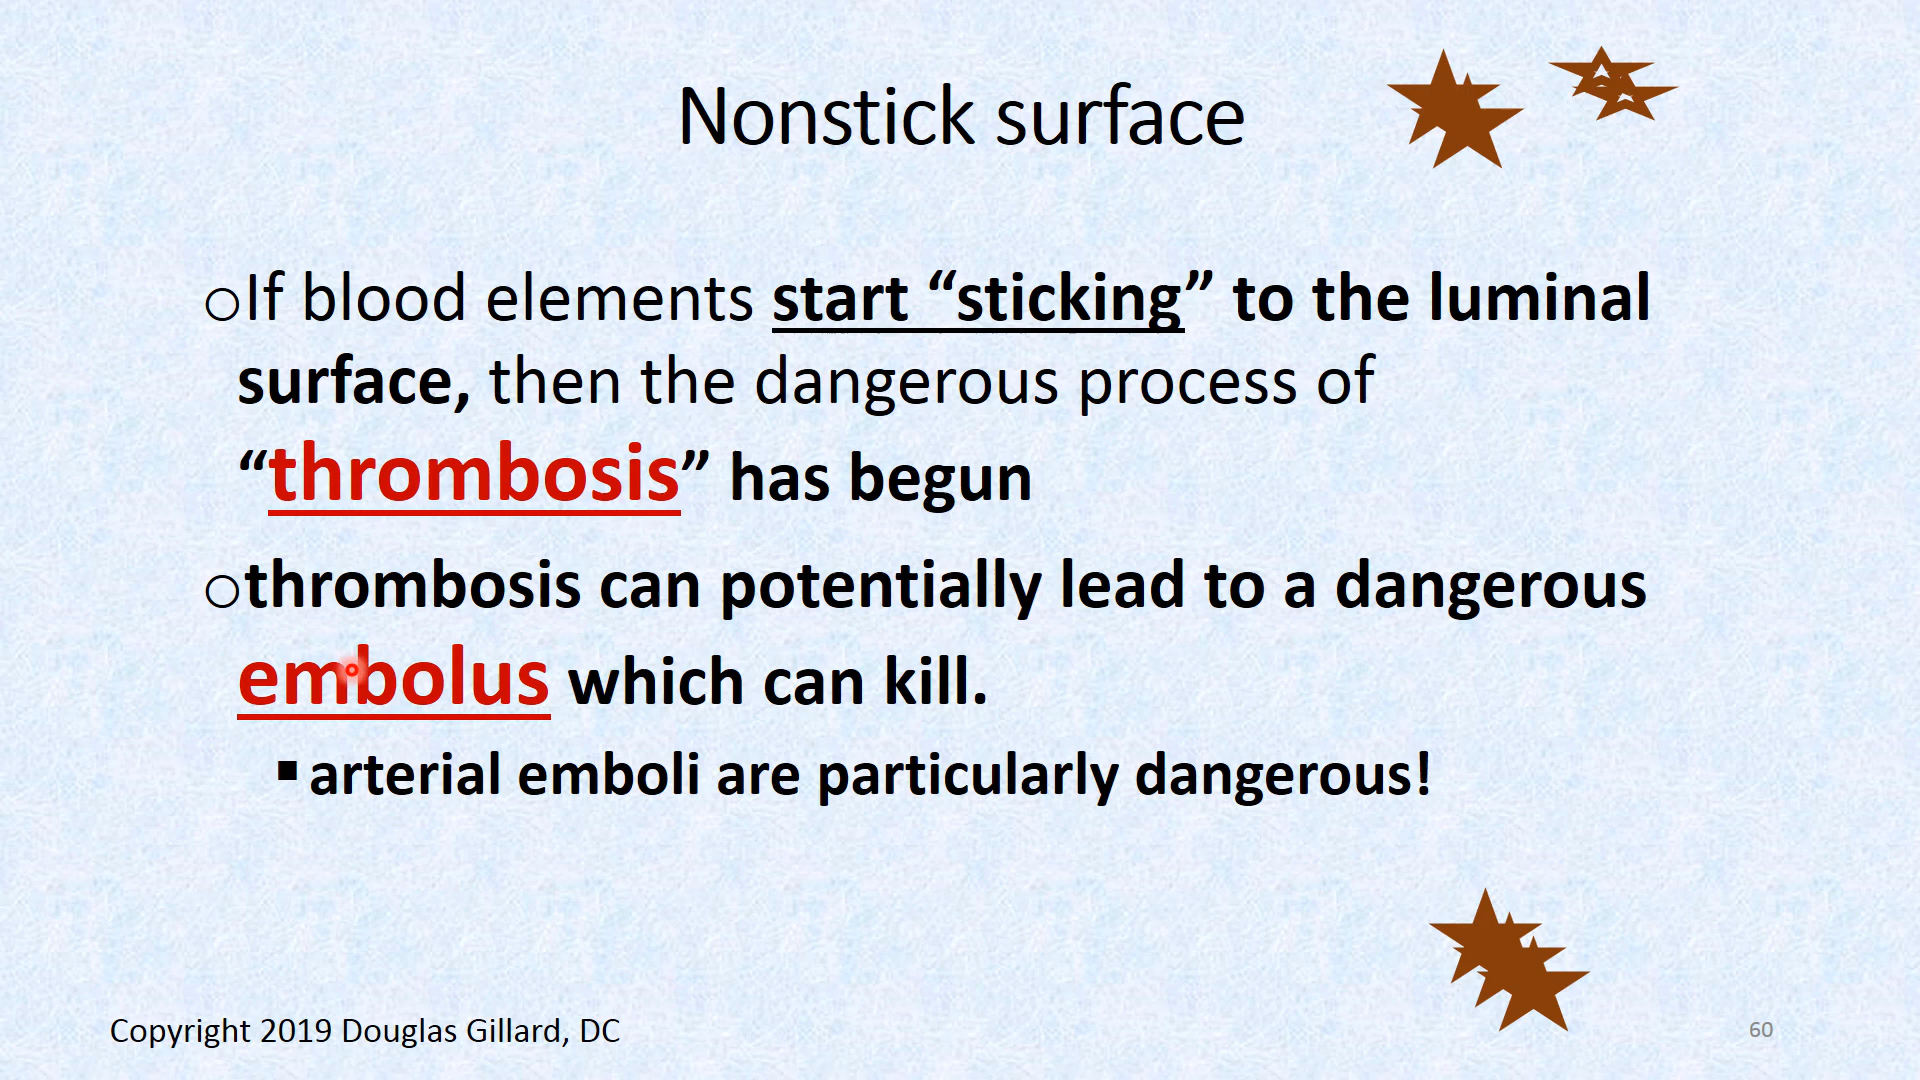 Nonstick surface
○If blood elements start “sticking” to the luminal
surface, then the dangerous process of
“thrombosis” has begun
○thrombosis can potentially lead to a dangerous
embolus which can kill.
▪arterial emboli are particularly dangerous!
Copyright 2019 Douglas Gillard, DC
60